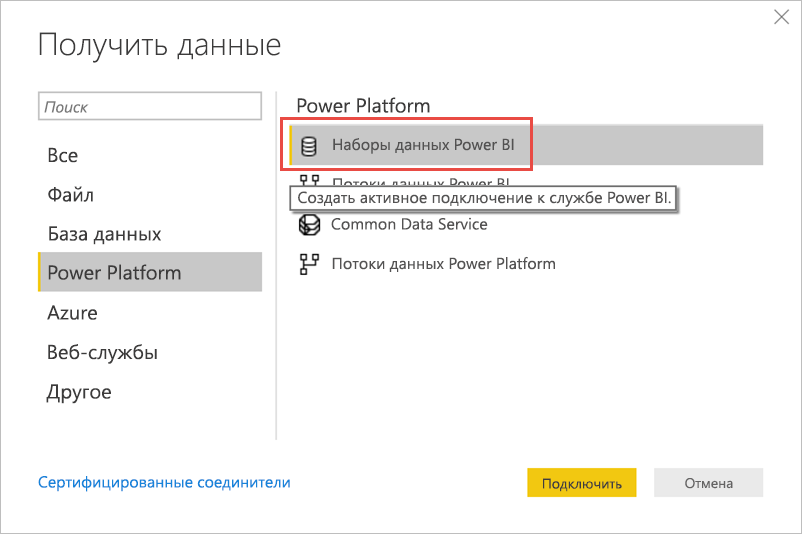 Получить данные
Поиск
Все
Файл
База данных
Power Platform
Azure
Веб-службы
Другое
Power Platform
Наборы данных Power BI
Потоки данных Power BI
Создать активное подключение к службе Power BI.
Common Data Service
Потоки данных Power Platform
Сертифицированные соединители
Подключить
Отмена